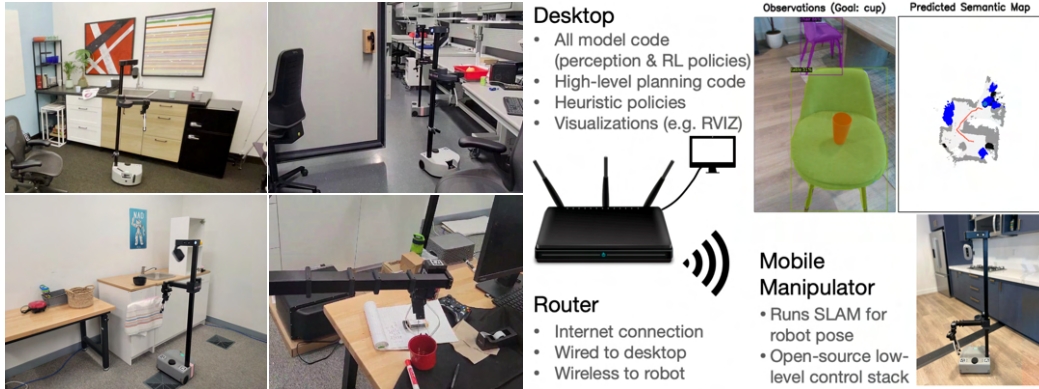 Desktop
• All model code
(perception & RL policies)
• High-level planning code
• Heuristic policies
• Visualizations (e.g. RVIZ)
Router
• Internet connection
• Wired to desktop
• Wireless to robot
Observations (Goal: cup)
Predicted Semantic Map
Mobile
Manipulator
• Runs SLAM for
robot pose
• Open-source low-
level control stack